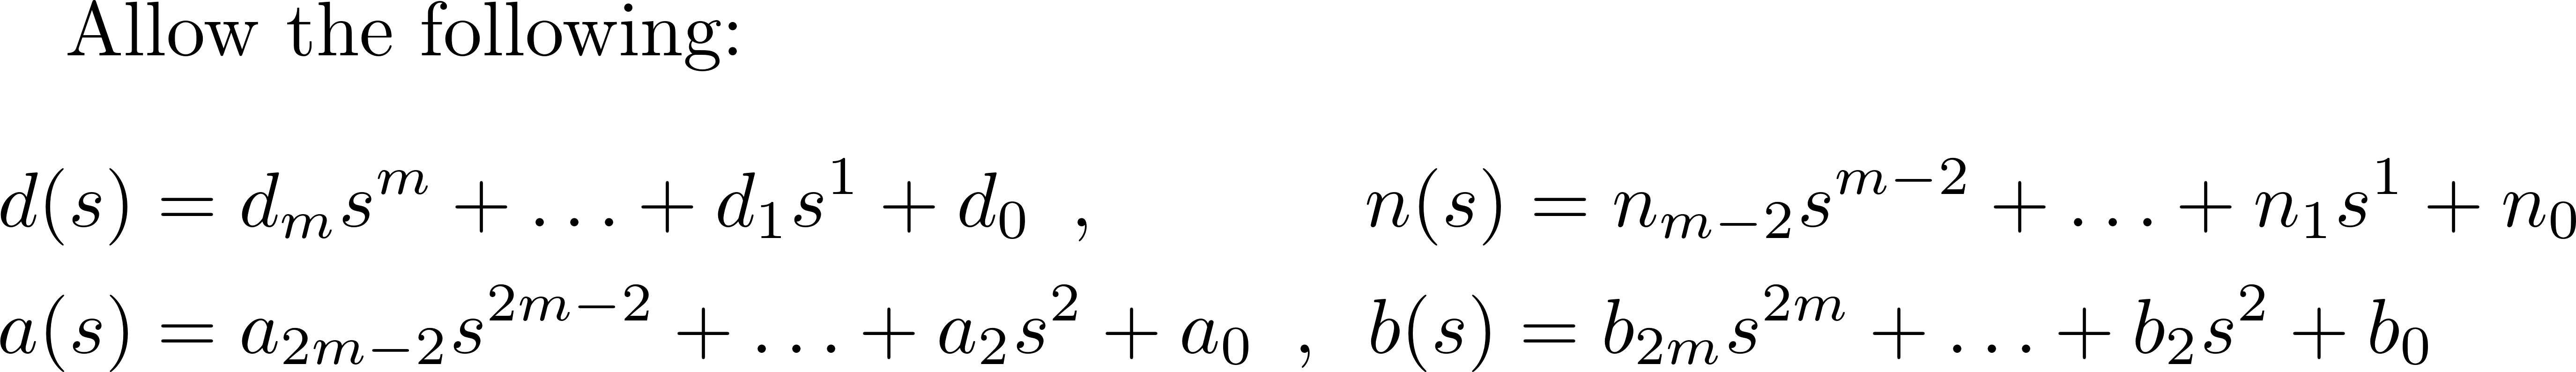 Allow the following:
d(s) = d_m s^m + ... + d_1 s^1 + d_0 , n(s) = n_{m-2} s^{m-2} + ... + n_1 s^1 + n_0
a(s) = a_{2m-2} s^{2m-2} + ... + a_2 s^2 + a_0 , b(s) = b_{2m} s^{2m} + ... + b_2 s^2 + b_0